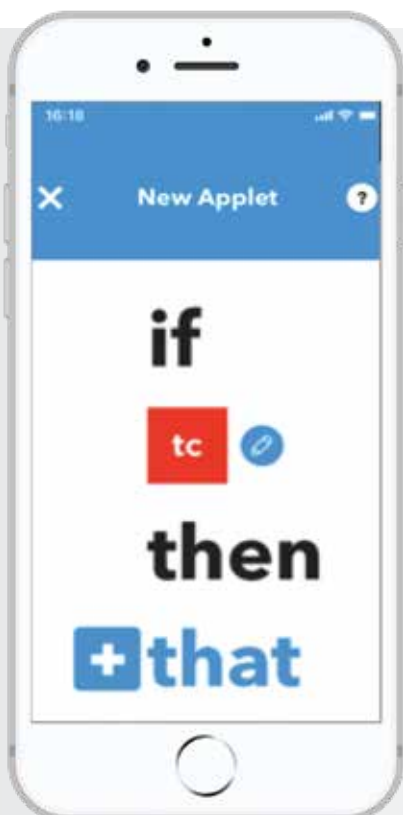 16:18
New Applet
?
if
tc
then
+that